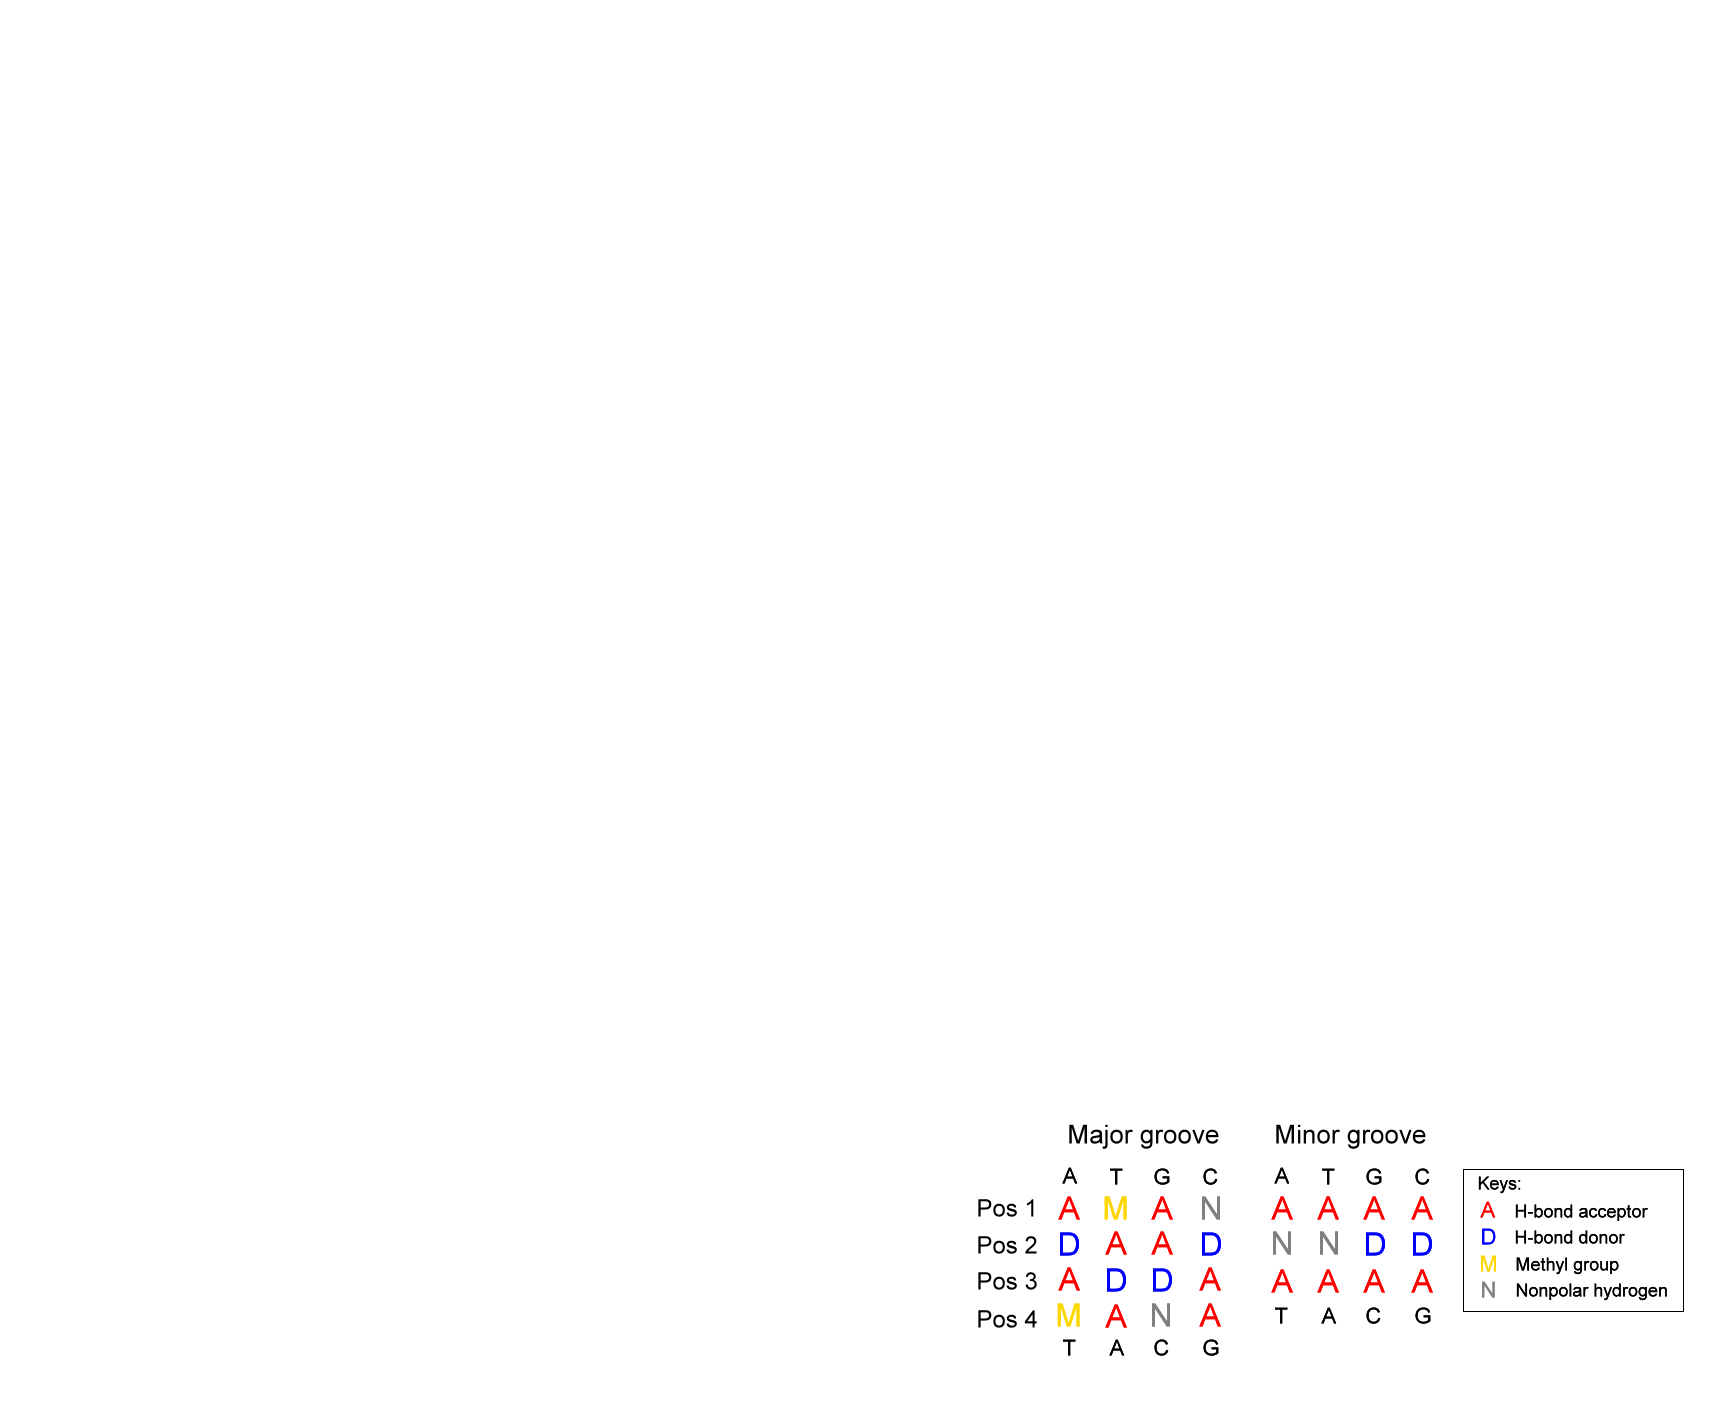 Major groove Minor groove
A T G C A T G C
Pos 1 A M A N A A A A
Pos 2 D A A D N N D D
Pos 3 A D D A A A A A
Pos 4 M A N A T A C G
T A C G
Keys:
A H-bond acceptor
D H-bond donor
M Methyl group
N Nonpolar hydrogen